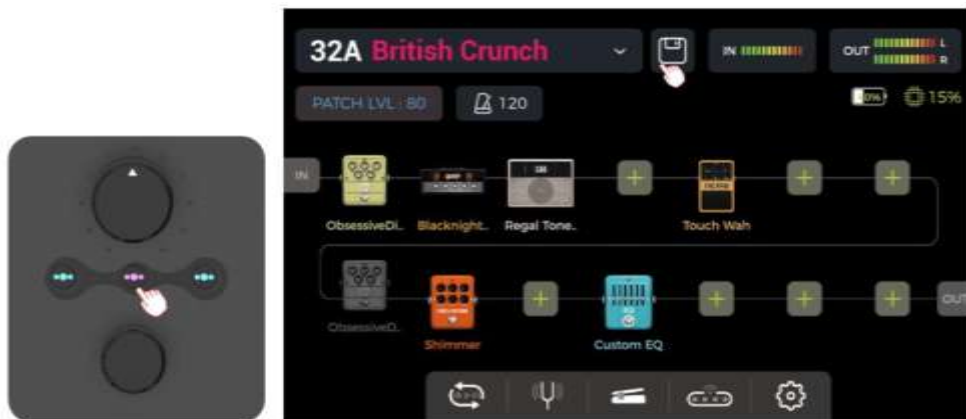 32A British Crunch
IN
OUT
L
R
PATCH LVL : 80
120
15%
IN
ObsessiveDi..
Blacknight..
Regal Tone..
Touch Wah
ObsessiveD..
Shimmer
Custom EQ
OUT